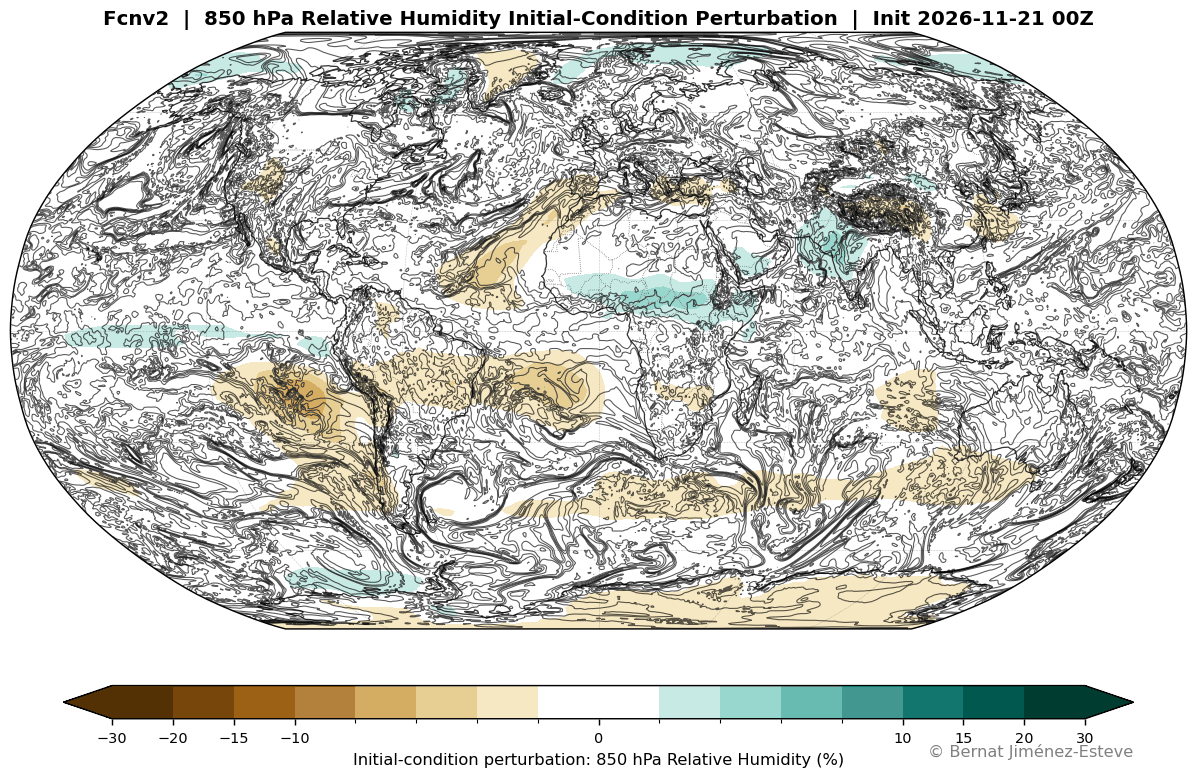 Fcnv2 | 850 hPa Relative Humidity Initial-Condition Perturbation | Init 2026-11-21 00Z
−30 −20 −15 −10 0 10 15 20 30
Initial-condition perturbation: 850 hPa Relative Humidity (%)
© Bernat Jiménez-Esteve